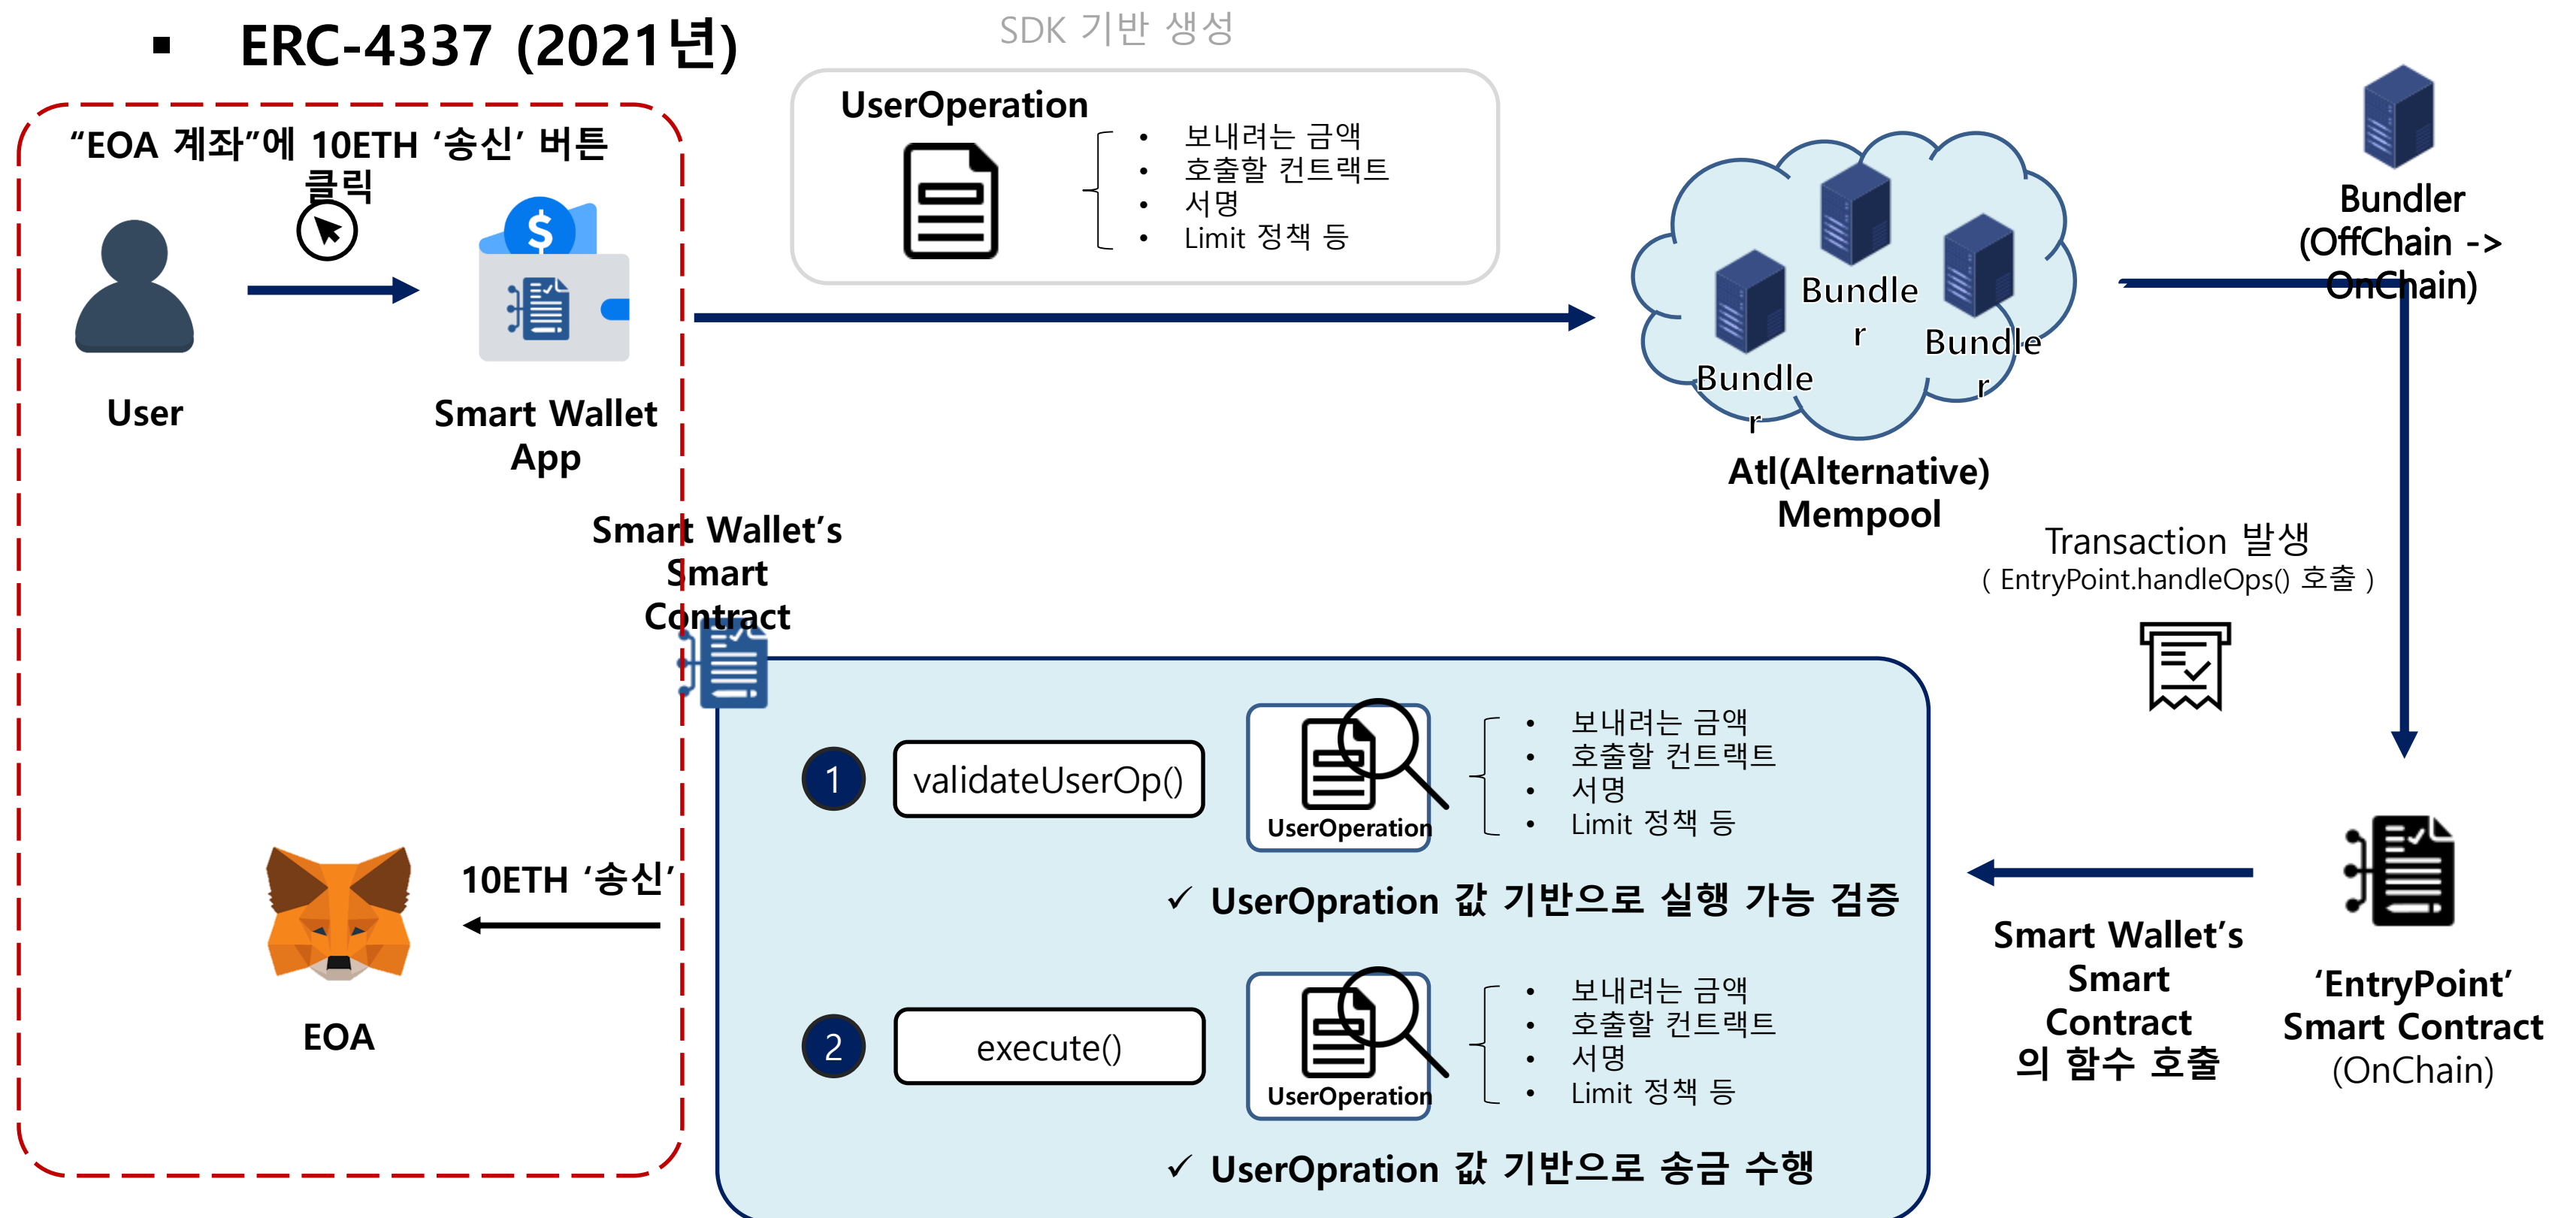 ▪ ERC-4337 (2021년)
SDK 기반 생성
“EOA 계좌”에 10ETH ‘송신’ 버튼
클릭
User
Smart Wallet
App
UserOperation
• 보내려는 금액
• 호출할 컨트랙트
• 서명
• Limit 정책 등
Bundle
r
Bundle
r
Bundle
r
Atl(Alternative)
Mempool
Bundler
(OffChain ->
OnChain)
Transaction 발생
( EntryPoint.handleOps() 호출 )
‘EntryPoint’
Smart Contract
(OnChain)
Smart Wallet’s
Smart
Contract
의 함수 호출
Smart Wallet’s
Smart
Contract
1
validateUserOp()
UserOperation
• 보내려는 금액
• 호출할 컨트랙트
• 서명
• Limit 정책 등
✓ UserOpration 값 기반으로 실행 가능 검증
2
execute()
UserOperation
• 보내려는 금액
• 호출할 컨트랙트
• 서명
• Limit 정책 등
✓ UserOpration 값 기반으로 송금 수행
10ETH ‘송신’
EOA